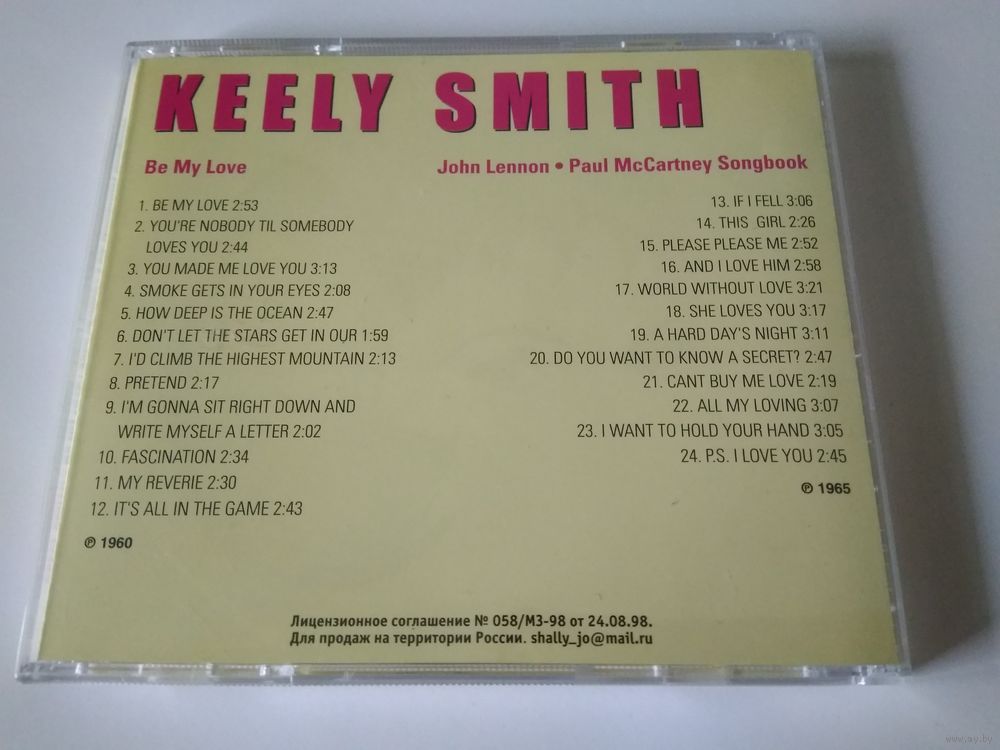 KEELY SMITH
Be My Love
1. BE MY LOVE 2:53
2. YOU'RE NOBODY TIL SOMEBODY
LOVES YOU 2:44
3. YOU MADE ME LOVE YOU 3:13
4. SMOKE GETS IN YOUR EYES 2:08
5. HOW DEEP IS THE OCEAN 2:47
6. DON'T LET THE STARS GET IN OUR 1:59
7. I'D CLIMB THE HIGHEST MOUNTAIN 2:13
8. PRETEND 2:17
9. I'M GONNA SIT RIGHT DOWN AND
WRITE MYSELF A LETTER 2:02
10. FASCINATION 2:34
11. MY REVERIE 2:30
12. IT'S ALL IN THE GAME 2:43
℗ 1960
John Lennon • Paul McCartney Songbook
13. IF I FELL 3:06
14. THIS GIRL 2:26
15. PLEASE PLEASE ME 2:52
16. AND I LOVE HIM 2:58
17. WORLD WITHOUT LOVE 3:21
18. SHE LOVES YOU 3:17
19. A HARD DAY'S NIGHT 3:11
20. DO YOU WANT TO KNOW A SECRET? 2:47
21. CANT BUY ME LOVE 2:19
22. ALL MY LOVING 3:07
23. I WANT TO HOLD YOUR HAND 3:05
24. P.S. I LOVE YOU 2:45
℗ 1965
Лицензионное соглашение № 058/МЗ-98 от 24.08.98.
Для продаж на территории России. shally_jo@mail.ru
www.ay.by